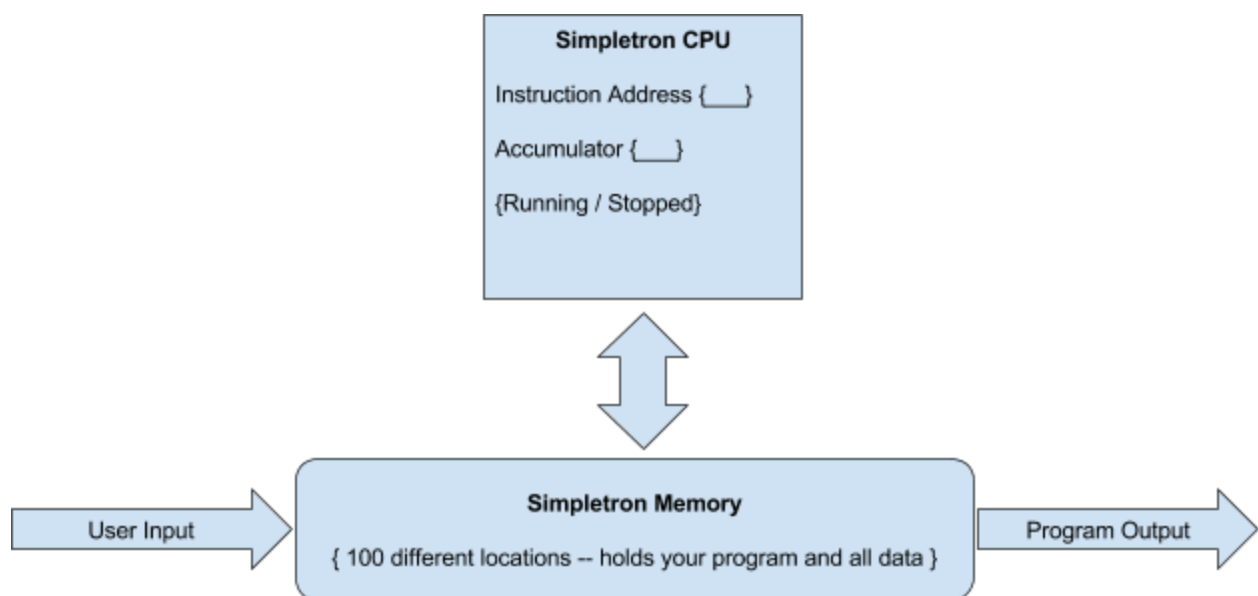 Simpletron CPU
Instruction Address {___}
Accumulator {___}
{Running / Stopped}
Simpletron Memory
User Input
Program Output
{ 100 different locations -- holds your program and all data }